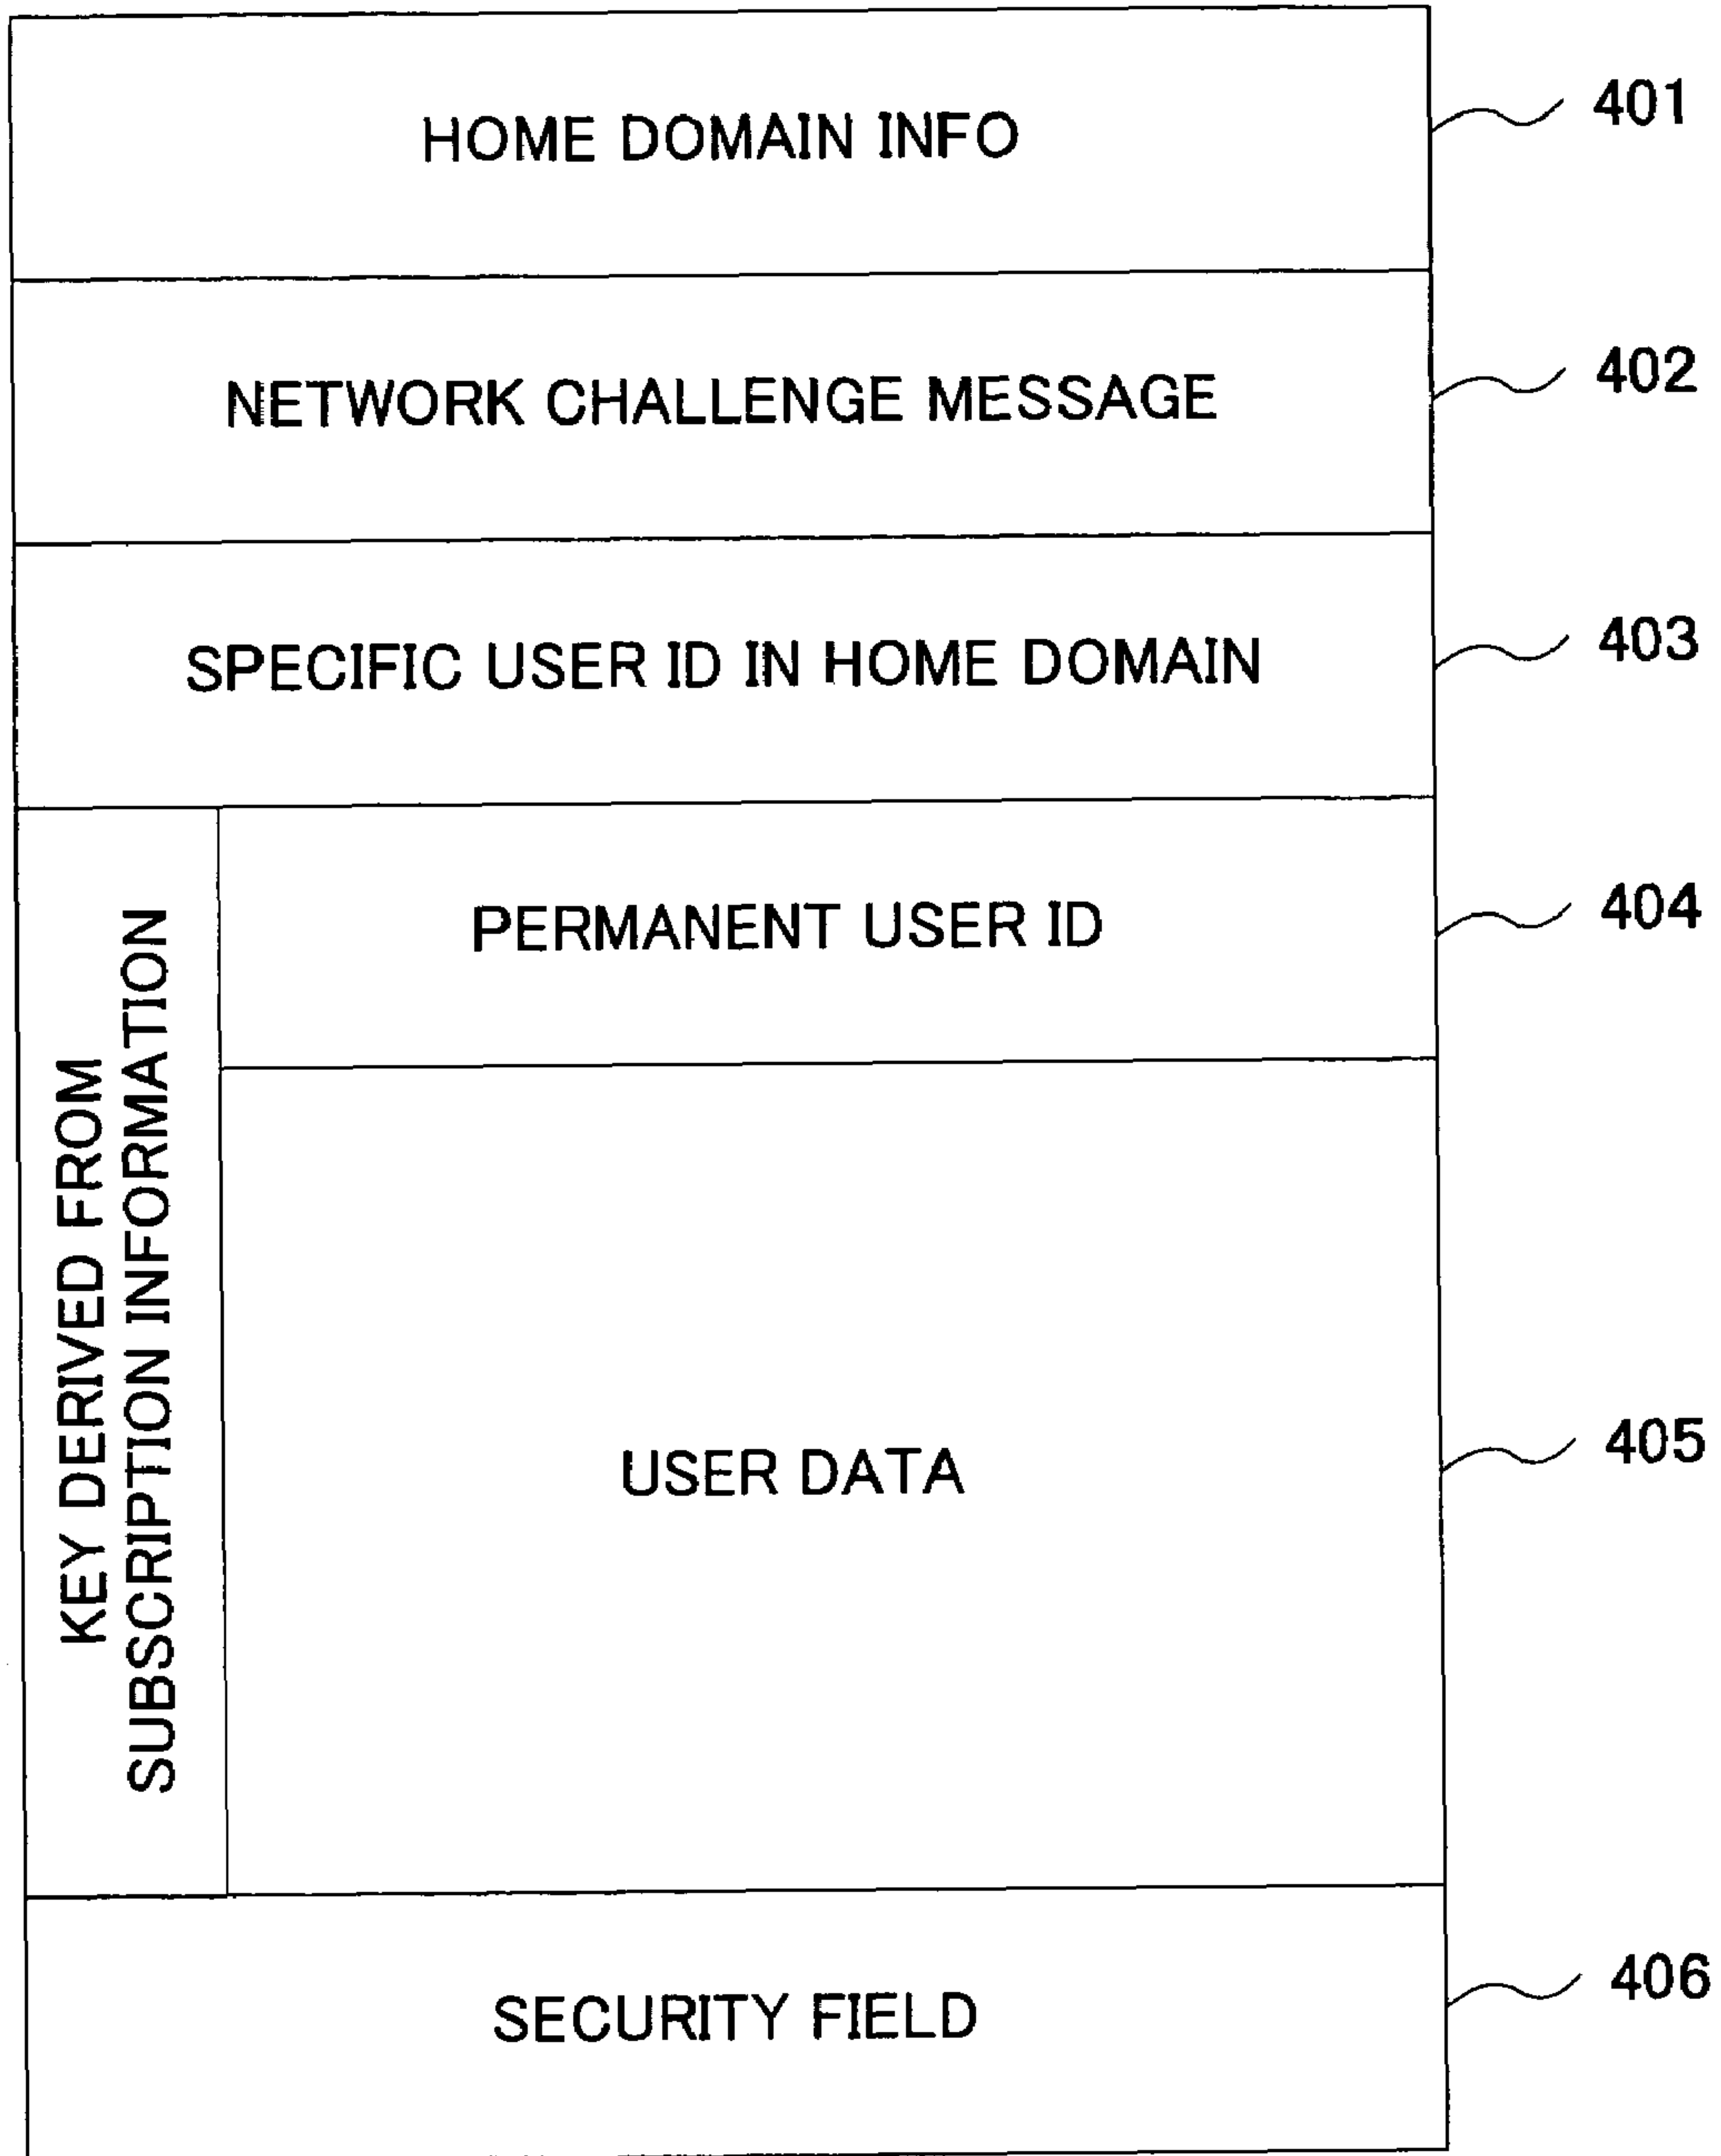 HOME DOMAIN INFO
401
NETWORK CHALLENGE MESSAGE
402
SPECIFIC USER ID IN HOME DOMAIN
403
KEY DERIVED FROM
SUBSCRIPTION INFORMATION
PERMANENT USER ID
404
USER DATA
405
SECURITY FIELD
406